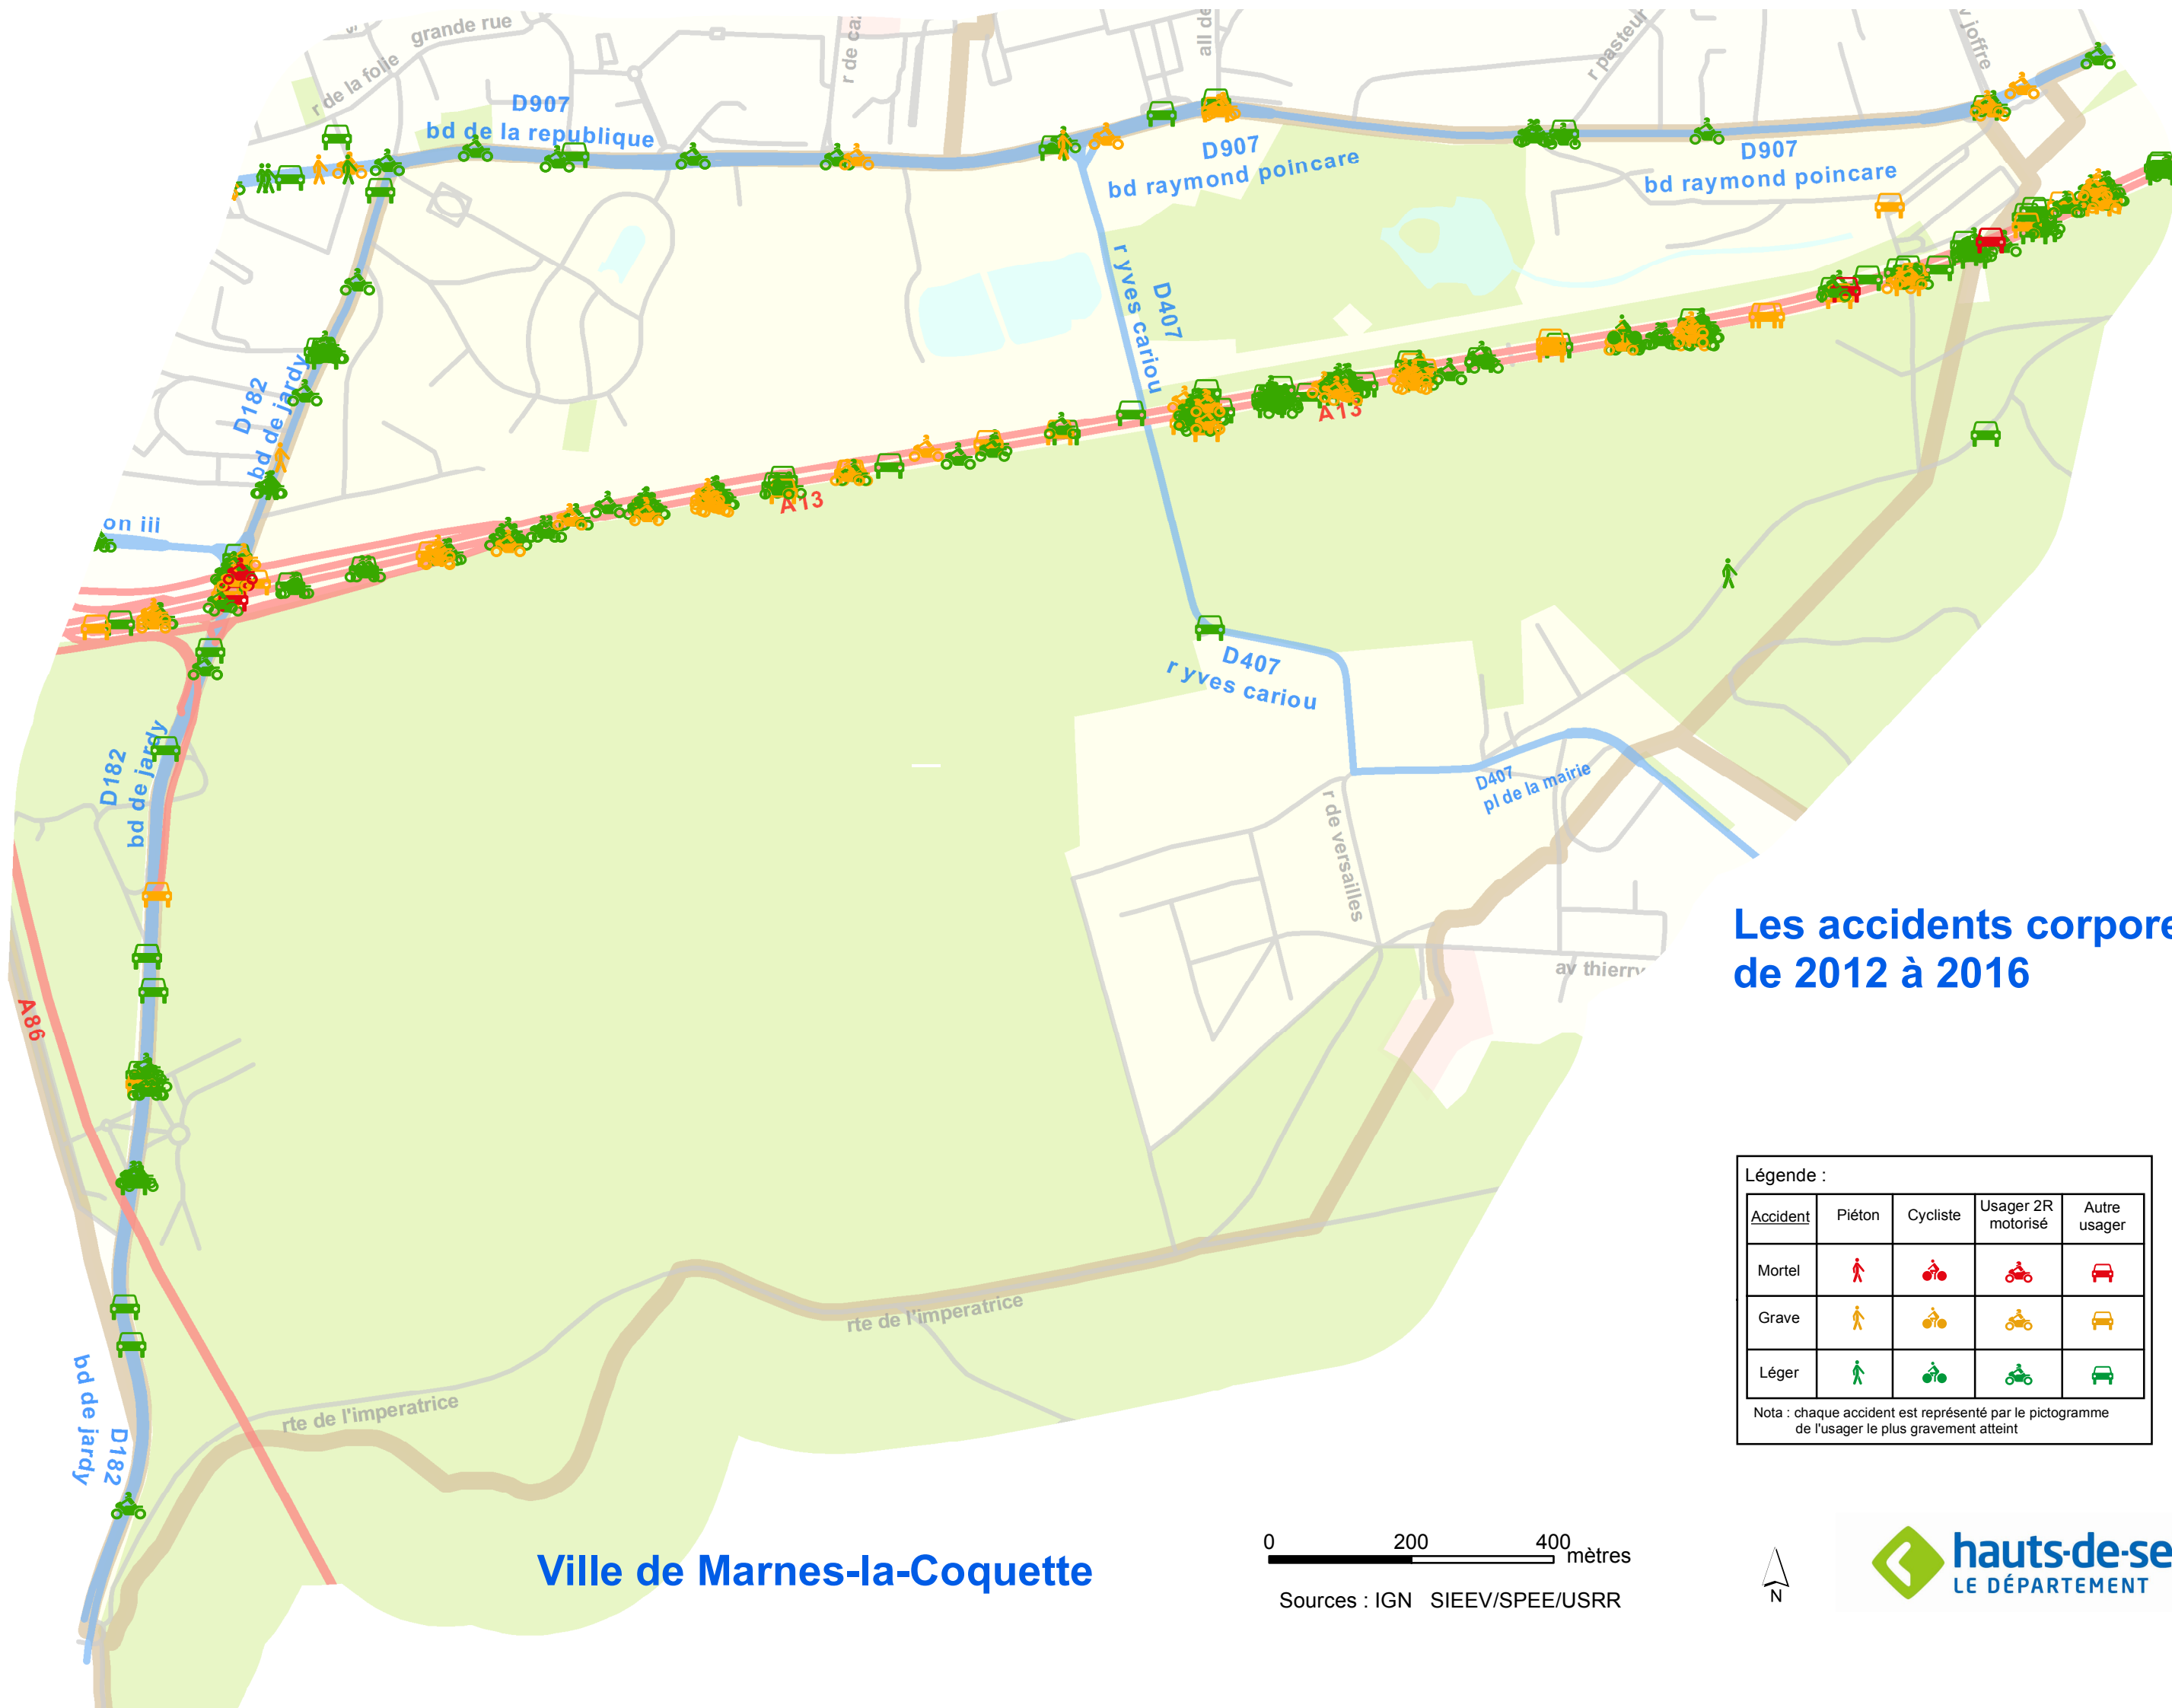 grande rue
r de la folie
D907
bd de la republique
all de
r pasteur
joffre
D907
bd raymond poincare
D907
bd raymond poincare
r yves cariou
D407
D182
bd de jardy
A13
A13
on iii
D407
r yves cariou
D182
bd de jardy
D407
pl de la mairie
r de versailles
av thierry
A86
Les accidents corpore
de 2012 à 2016
rte de l'imperatrice
rte de l'imperatrice
bd de jardy
D182
Légende :
Accident
Piéton
Cycliste
Usager 2R
motorisé
Autre
usager
Mortel
Grave
Léger
Nota : chaque accident est représenté par le pictogramme
de l'usager le plus gravement atteint
Ville de Marnes-la-Coquette
0 200 400
mètres
Sources : IGN SIEEV/SPEE/USRR
N
hauts-de-se
LE DÉPARTEMENT